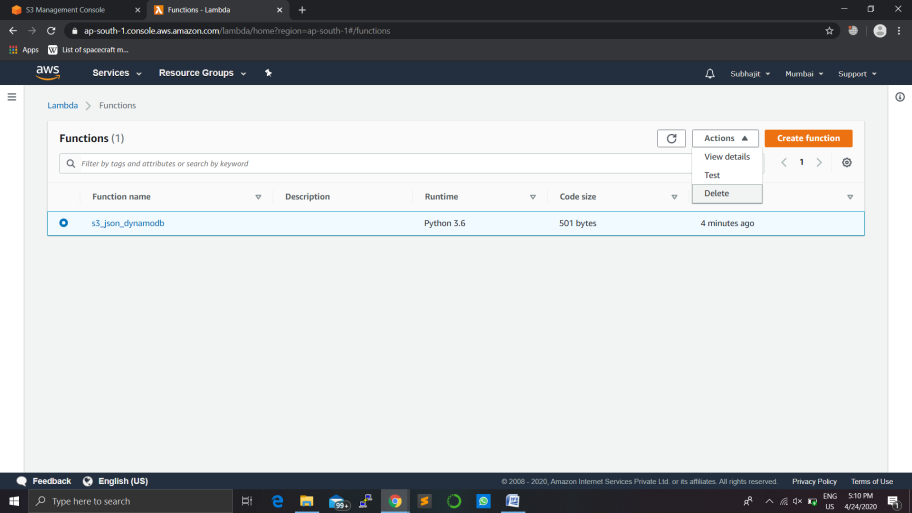 S3 Management Console
Functions - Lambda
ap-south-1.console.aws.amazon.com/lambda/home?region=ap-south-1#/functions
Apps
W List of spacecraft m...
aws Services Resource Groups Subhajit Mumbai Support
Lambda > Functions
Functions (1)
Actions
Create function
Filter by tags and attributes or search by keyword
1
View details
Test
Delete
Function name Description Runtime Code size
s3_json_dynamodb Python 3.6 501 bytes 4 minutes ago
Feedback English (US) © 2008 - 2020, Amazon Internet Services Private Ltd. or its affiliates. All rights reserved. Privacy Policy Terms of Use
Type here to search
99+
ENG
US
5:10 PM
4/24/2020
1